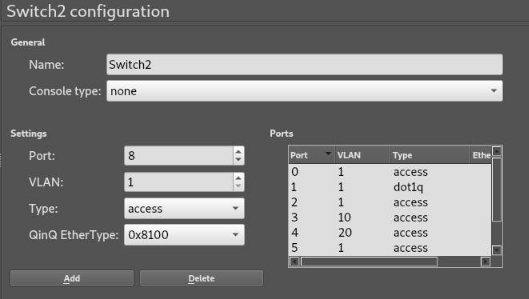 Switch2 configuration
General
Name: Switch2
Console type: none
Settings
Port: 8
VLAN: 1
Type: access
QinQ EtherType: 0x8100
Add Delete
Ports
Port VLAN Type Ethe
0 1 access
1 1 dot1q
2 1 access
3 10 access
4 20 access
5 1 access